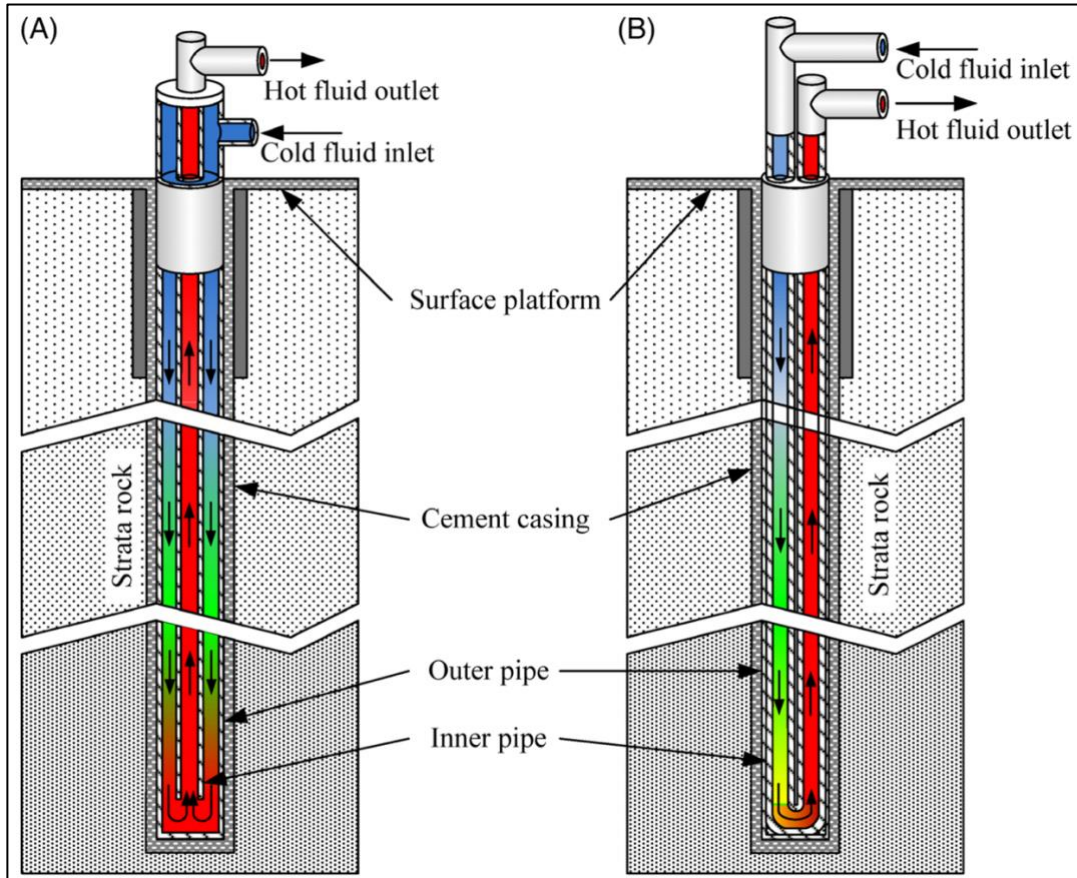 (A)
Hot fluid outlet
Cold fluid inlet
(B)
Cold fluid inlet
Hot fluid outlet
Surface platform
Strata rock
Cement casing
Strata rock
Outer pipe
Inner pipe